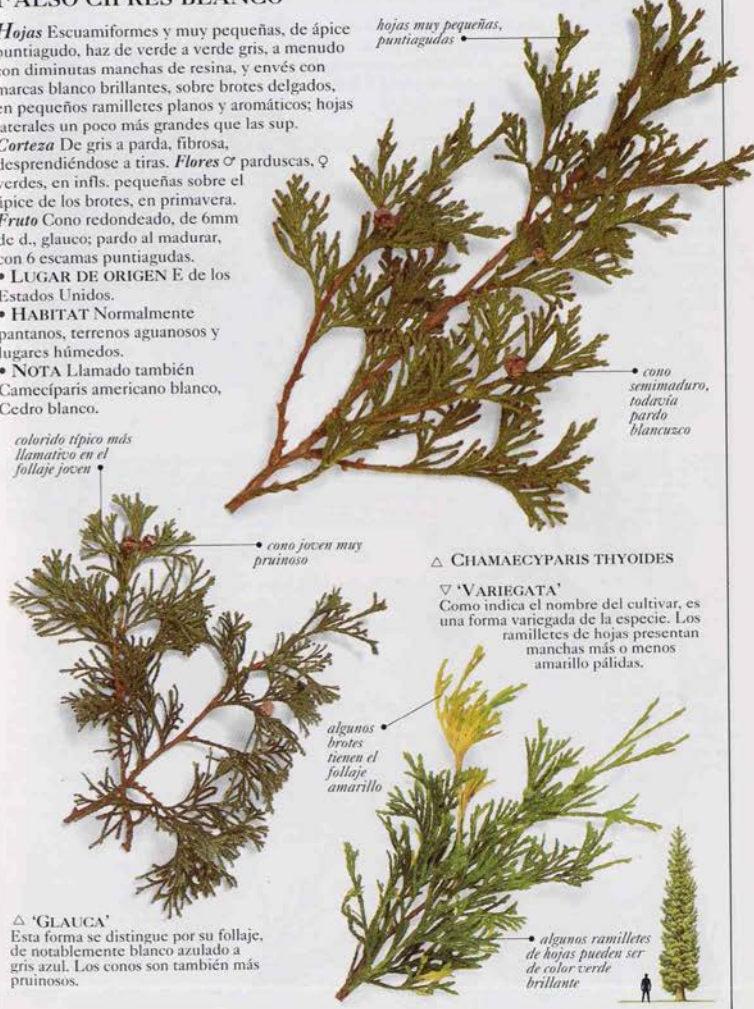 FALSO CIPRÉS BLANCO
Hojas Escuamiformes y muy pequeñas, de ápice
puntiagudo, haz de verde a verde gris, a menudo
con diminutas manchas de resina, y envés con
marcas blanco brillantes, sobre brotes delgados,
en pequeños ramilletes planos y aromáticos; hojas
laterales un poco más grandes que las sup.
Corteza De gris a parda, fibrosa,
desprendiéndose a tiras. Flores ♂ parduscas, ♀
verdes, en infls. pequeñas sobre el
ápice de los brotes, en primavera.
Fruto Cono redondeado, de 6mm
de d., glauco; pardo al madurar,
con 6 escamas puntiagudas.
• LUGAR DE ORIGEN E de los
Estados Unidos.
• HABITAT Normalmente
pantanos, terrenos aguanosos y
lugares húmedos.
• NOTA Llamado también
Camecíparis americano blanco,
Cedro blanco.
hojas muy pequeñas,
puntiagudas
cono
semimaduro,
todavía
pardo
blancuzco
colorido típico más
llamativo en el
follaje joven
cono joven muy
pruinoso
△ CHAMAECYPARIS THYOIDES
▽ 'VARIEGATA'
Como indica el nombre del cultivar, es
una forma variegada de la especie. Los
ramilletes de hojas presentan
manchas más o menos
amarillo pálidas.
algunos
brotes
tienen el
follaje
amarillo
△ 'GLAUCA'
Esta forma se distingue por su follaje,
de notablemente blanco azulado a
gris azul. Los conos son también más
pruinosos.
algunos ramilletes
de hojas pueden ser
de color verde
brillante